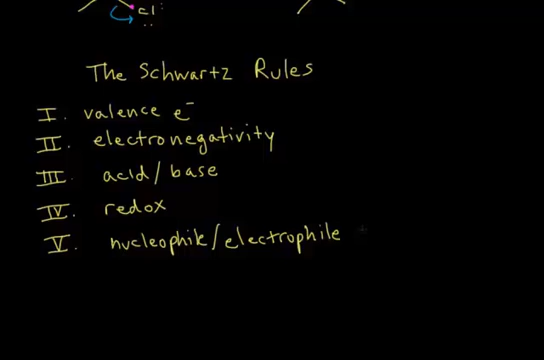 Cl
The Schwartz Rules
I. valence e⁻
II. electronegativity
III. acid/base
IV. redox
V. nucleophile/electrophile